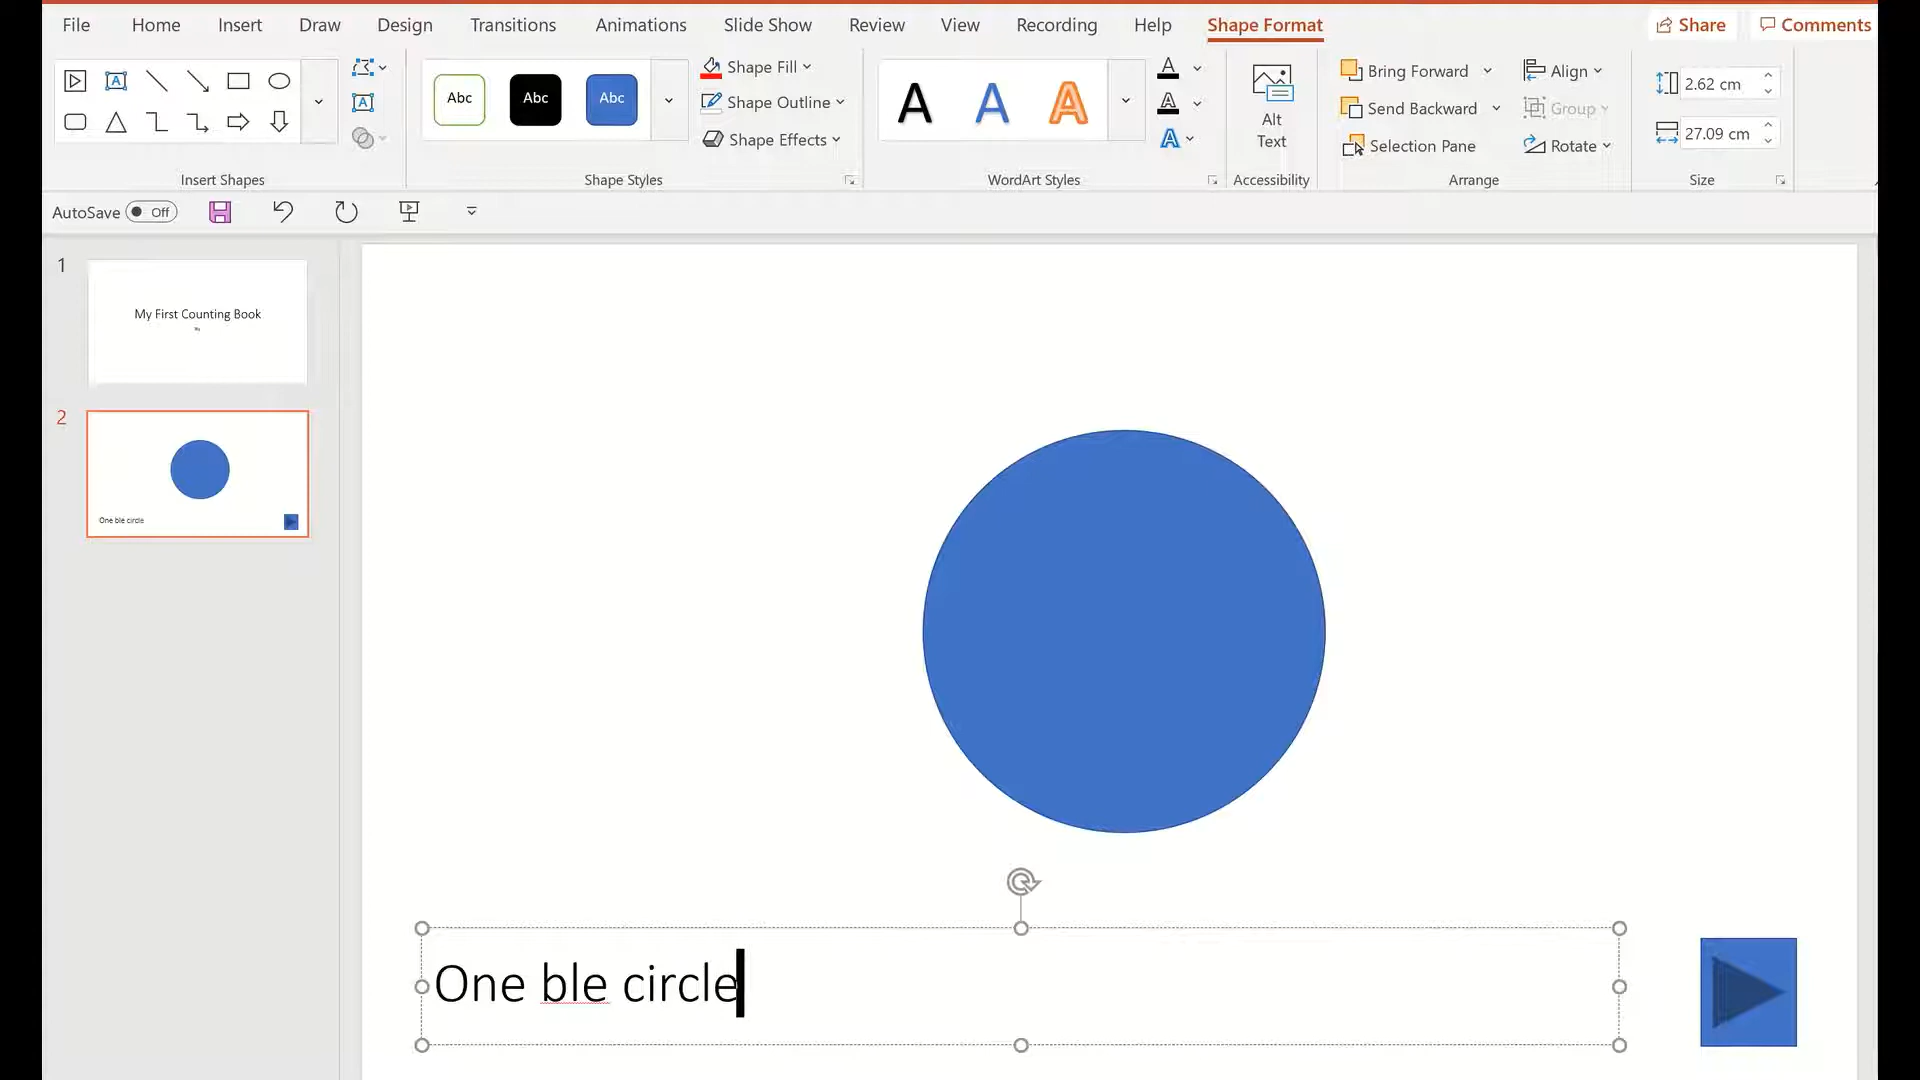 File Home Insert Draw Design Transitions Animations Slide Show Review View Recording Help Shape Format Share Comments
Shape Fill
Shape Outline
Shape Effects
Abc Abc Abc
A A A
Alt
Text
Bring Forward
Send Backward
Selection Pane
Align
Group
Rotate
2.62 cm
27.09 cm
Insert Shapes Shape Styles WordArt Styles Accessibility Arrange Size
AutoSave Off
1
My First Counting Book
2
One ble circle
One ble circle